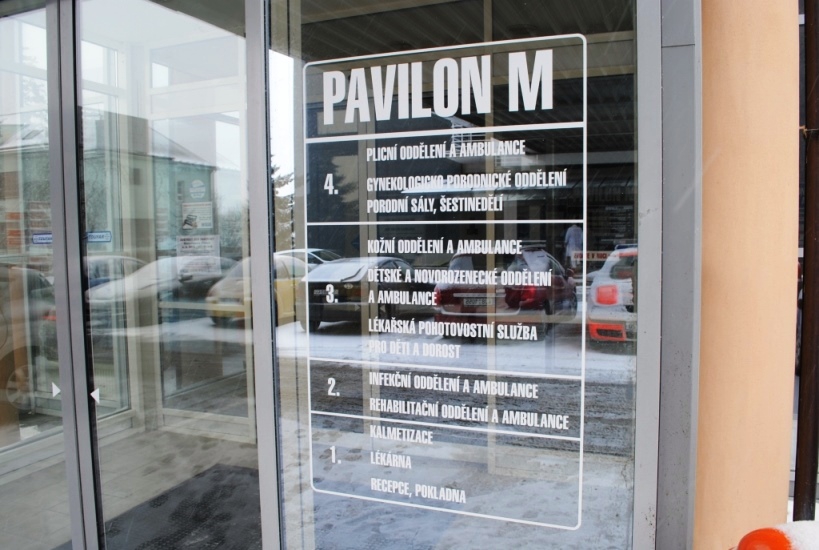 PAVILON M
4.
PLICNÍ ODDĚLENÍ A AMBULANCE
GYNEKOLOGICKO PORODNICKÉ ODDĚLENÍ
PORODNÍ SÁLY, ŠESTINEDĚLÍ
3.
KOŽNÍ ODDĚLENÍ A AMBULANCE
DĚTSKÉ A NOVOROZENECKÉ ODDĚLENÍ
A AMBULANCE
LÉKAŘSKÁ POHOTOVOSTNÍ SLUŽBA
PRO DĚTI A DOROST
2.
INFEKČNÍ ODDĚLENÍ A AMBULANCE
REHABILITAČNÍ ODDĚLENÍ A AMBULANCE
1.
KALMETIZACE
LÉKÁRNA
RECEPCE, POKLADNA